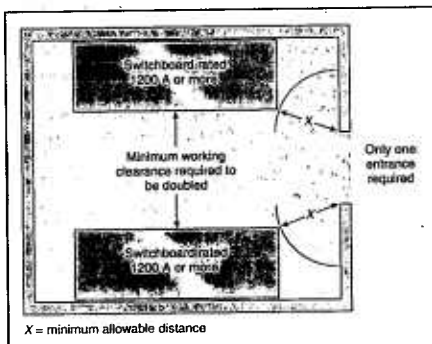 Switchboard rated
1200 A or more
X
Minimum working
clearance required to
be doubled
Only one
entrance
required
X
Switchboard rated
1200 A or more
X = minimum allowable distance